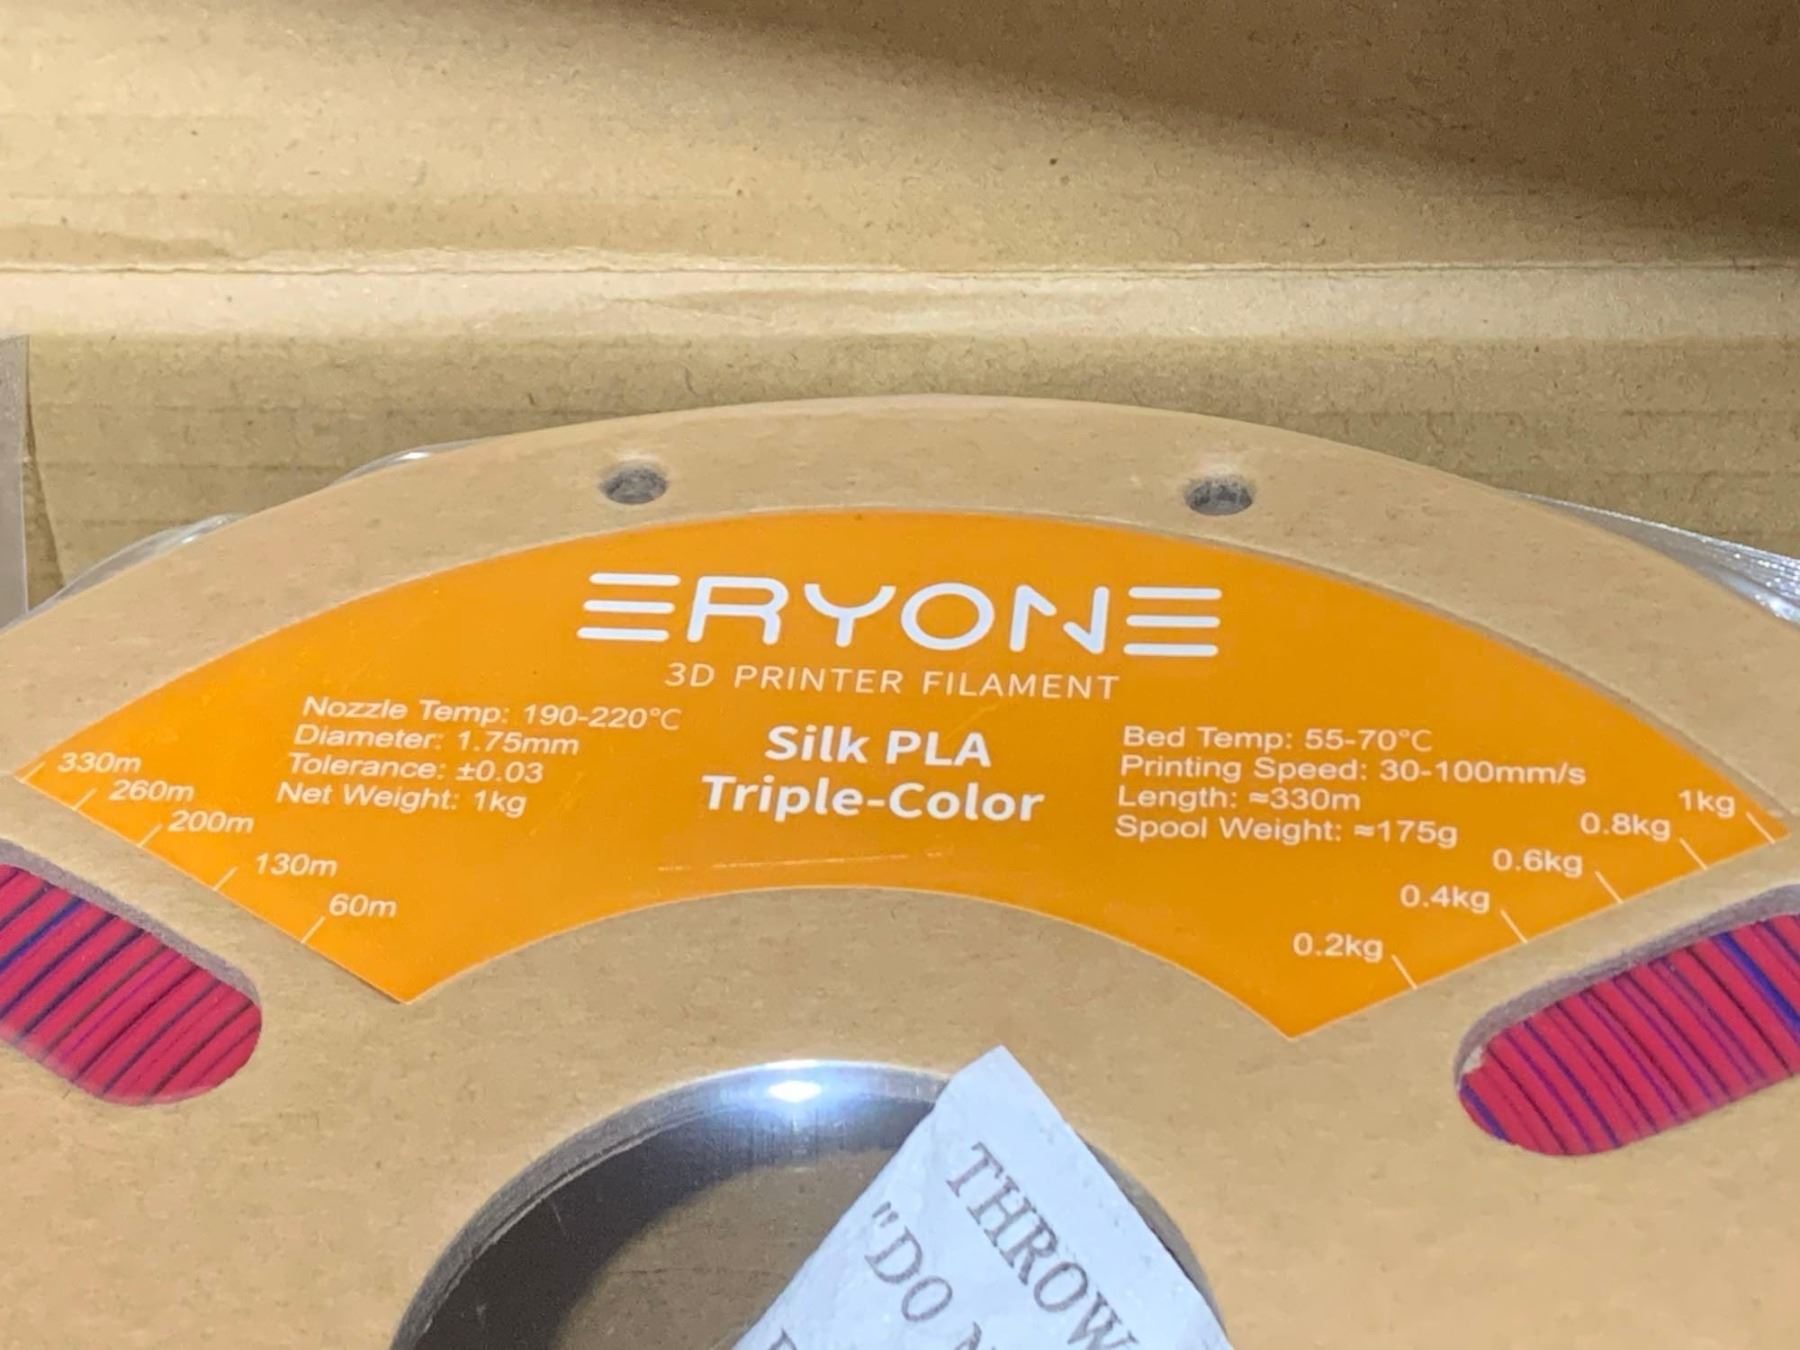 ERYONE
3D PRINTER FILAMENT
Nozzle Temp: 190-220℃
Diameter: 1.75mm
Tolerance: ±0.03
Net Weight: 1kg
Silk PLA
Triple-Color
Bed Temp: 55-70℃
Printing Speed: 30-100mm/s
Length: ≈330m
Spool Weight: ≈175g
330m
260m
200m
130m
60m
1kg
0.8kg
0.6kg
0.4kg
0.2kg
THROW
"DO